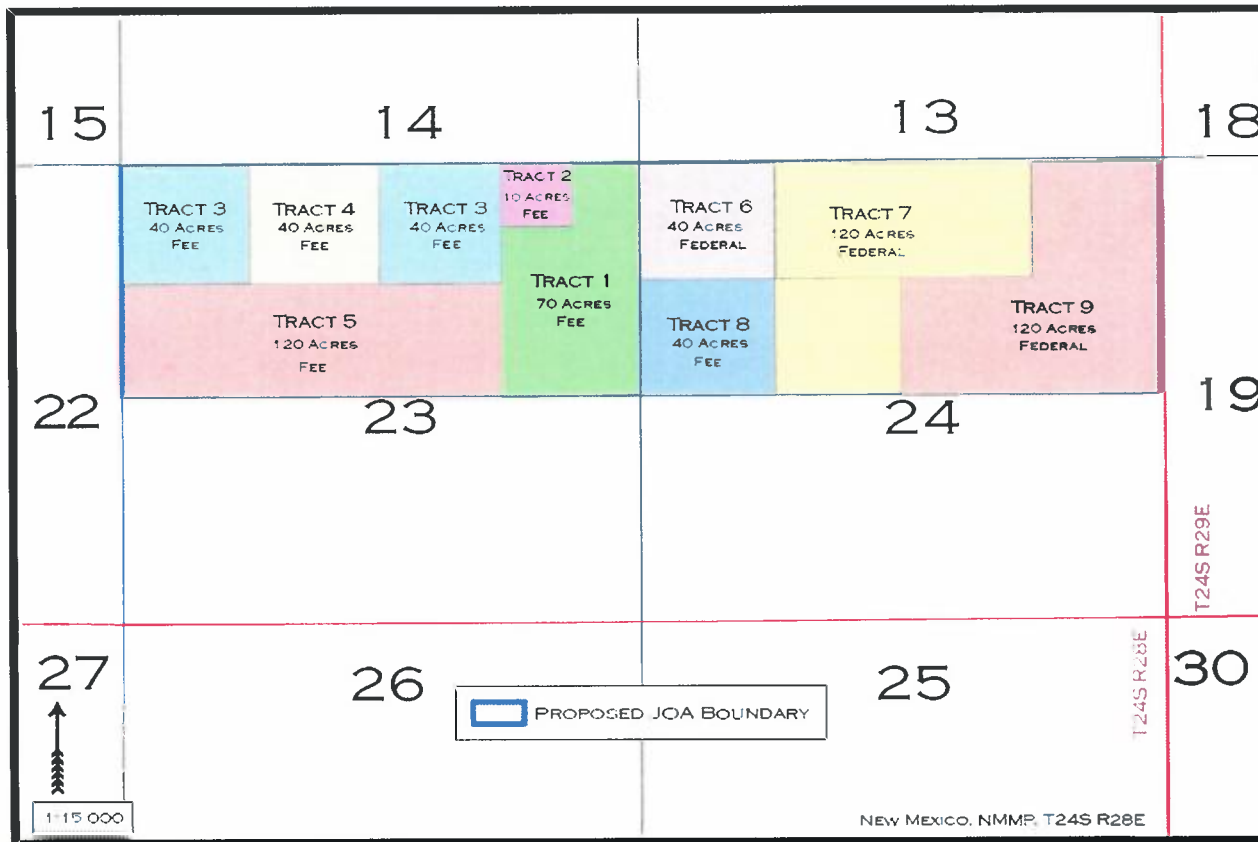 15
14
13
18
TRACT 3
40 ACRES
FEE
TRACT 4
40 ACRES
FEE
TRACT 3
40 ACRES
FEE
TRACT 2
10 ACRES
FEE
TRACT 1
70 ACRES
FEE
TRACT 5
120 ACRES
FEE
TRACT 6
40 ACRES
FEDERAL
TRACT 7
120 ACRES
FEDERAL
TRACT 8
40 ACRES
FEE
TRACT 9
120 ACRES
FEDERAL
22
23
24
19
T24S R29E
T24S R28E
27
26
25
30
PROPOSED JOA BOUNDARY
1:15 000
NEW MEXICO, NMMP, T24S R28E